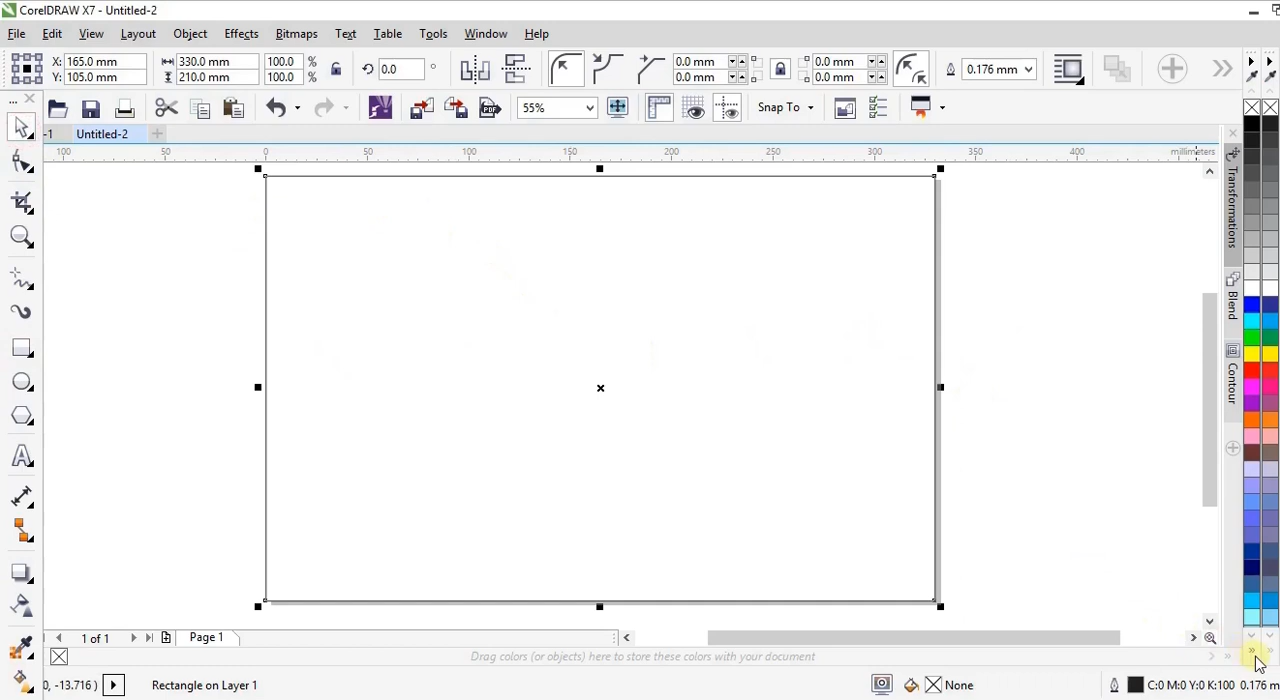 CorelDRAW X7 - Untitled-2
File Edit View Layout Object Effects Bitmaps Text Table Tools Window Help
X: 165.0 mm 330.0 mm 100.0 % 0.0 ° 0.0 mm 0.0 mm 0.176 mm
Y: 105.0 mm 210.0 mm 100.0 % 0.0 mm 0.0 mm
PDF 55% Snap To
-1 Untitled-2
100 50 0 50 100 150 200 250 300 350 400 millimeters
Transformations
Blend
Contour
1 of 1 Page 1
Drag colors (or objects) here to store these colors with your document
0, -13.716 ) Rectangle on Layer 1 None C:0 M:0 Y:0 K:100 0.176 m